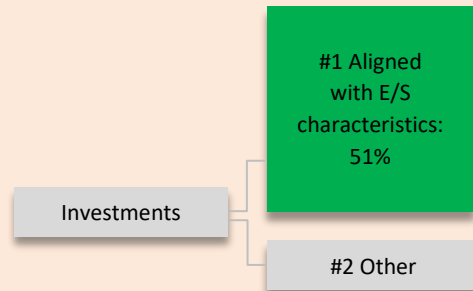 #1 Aligned
with E/S
characteristics:
51%
Investments
#2 Other